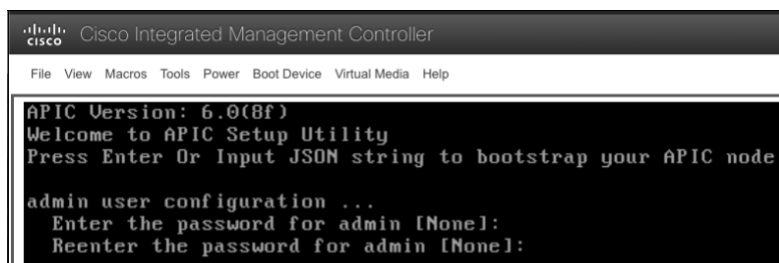 CISCO Cisco Integrated Management Controller
File View Macros Tools Power Boot Device Virtual Media Help
APIC Version: 6.0(8f)
Welcome to APIC Setup Utility
Press Enter Or Input JSON string to bootstrap your APIC node
admin user configuration ...
Enter the password for admin [None]:
Reenter the password for admin [None]: